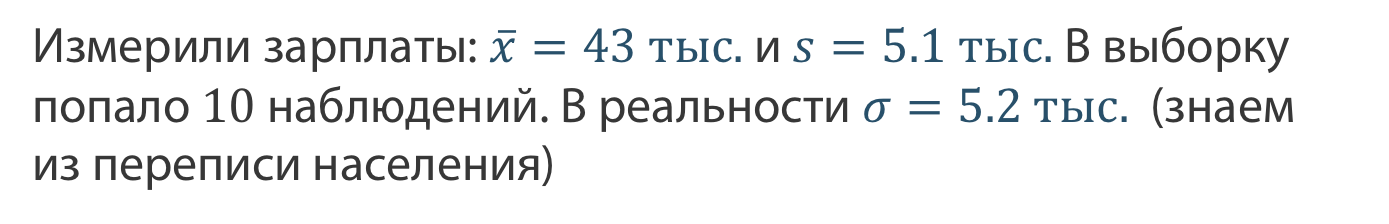 Измерили зарплаты: x̄ = 43 тыс. и s = 5.1 тыс. В выборку
попало 10 наблюдений. В реальности σ = 5.2 тыс. (знаем
из переписи населения)